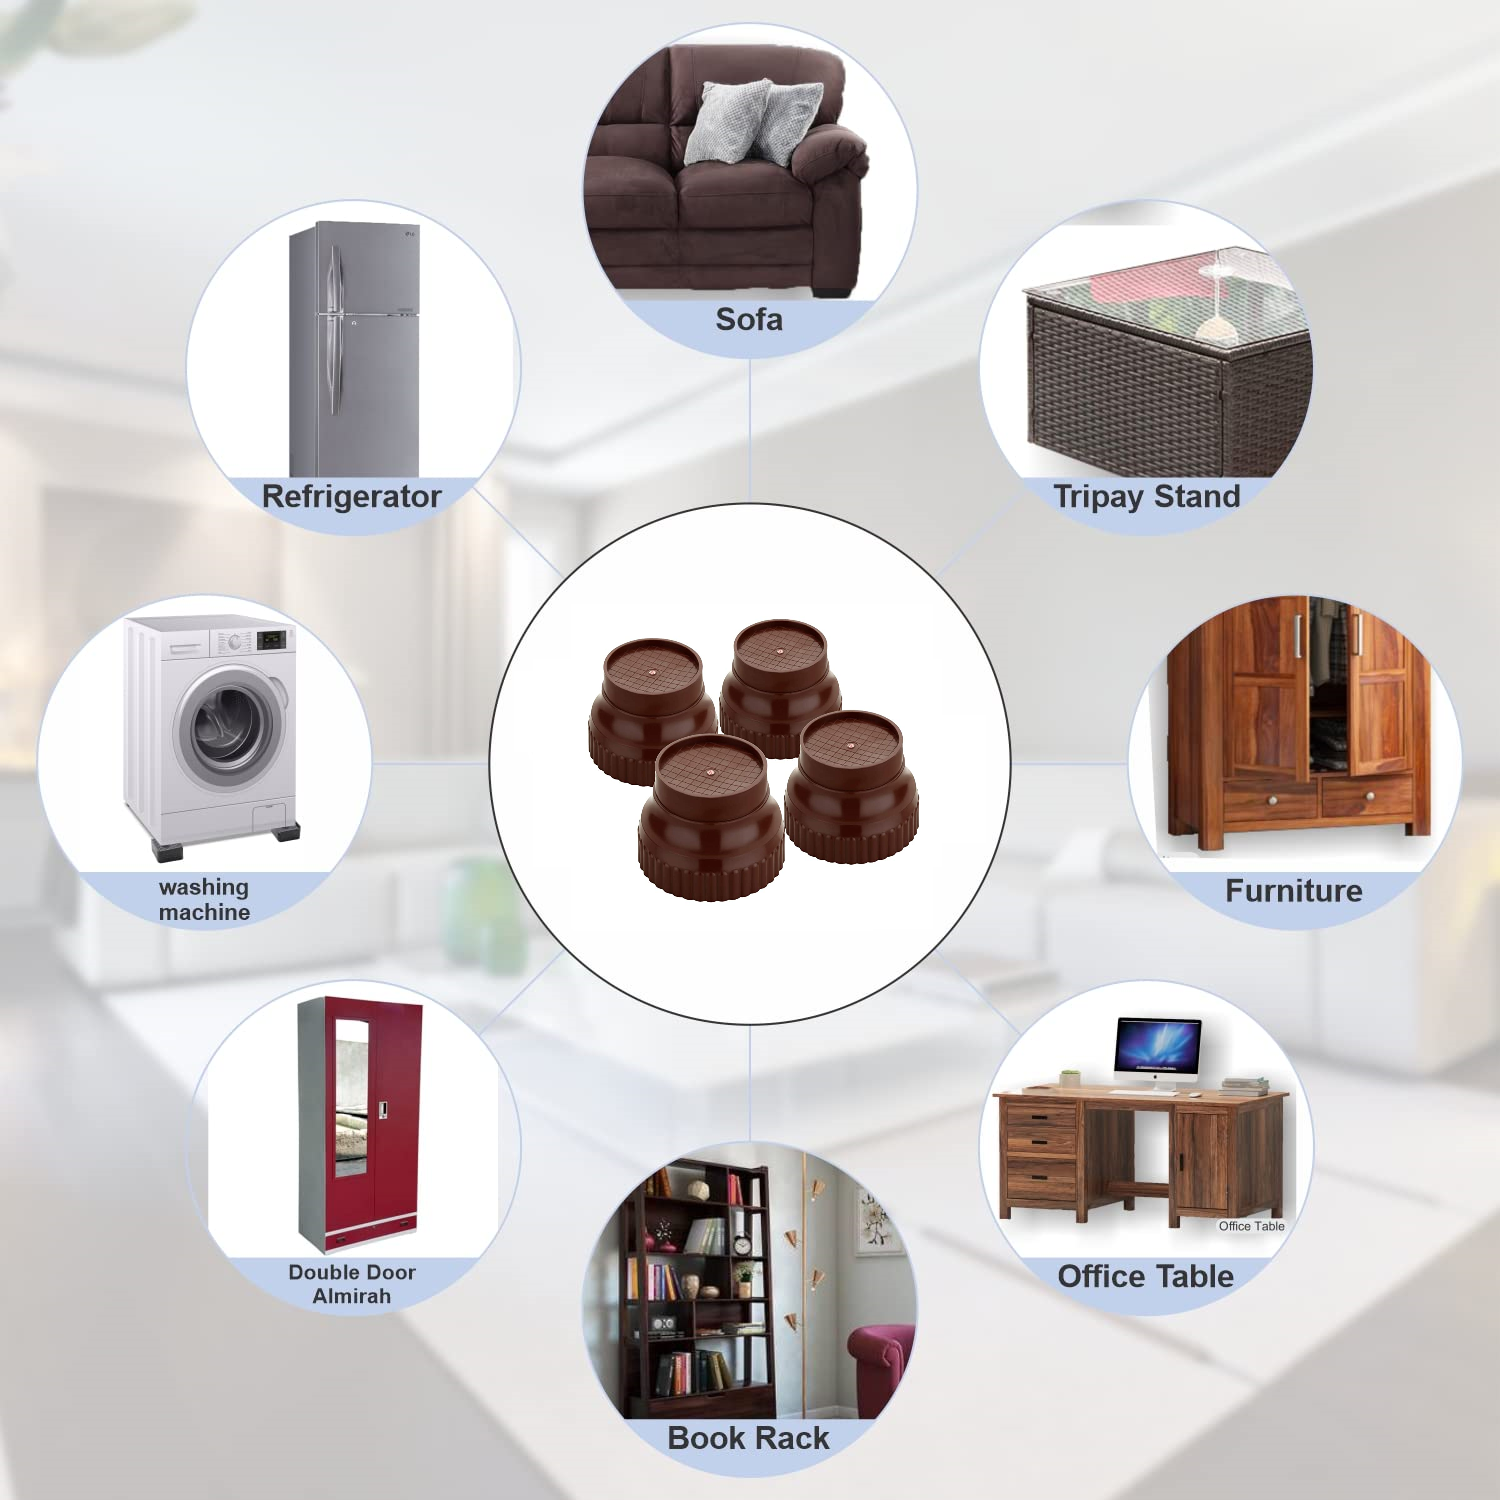 Sofa
Refrigerator
Tripay Stand
washing
machine
Furniture
Double Door
Almirah
Office Table
Office Table
Book Rack